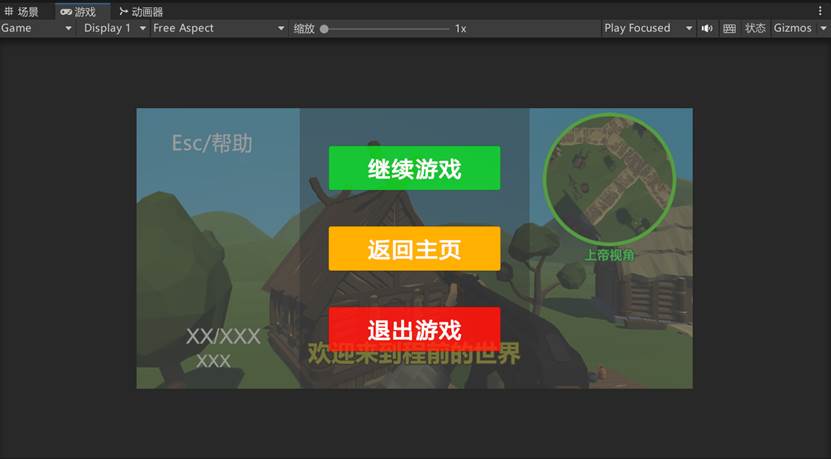 场景 游戏 动画器
Game Display 1 Free Aspect 缩放 1x Play Focused 状态 Gizmos
Esc/帮助
继续游戏
返回主页
上帝视角
退出游戏
XX/XXX
XXX
欢迎来到程前的世界